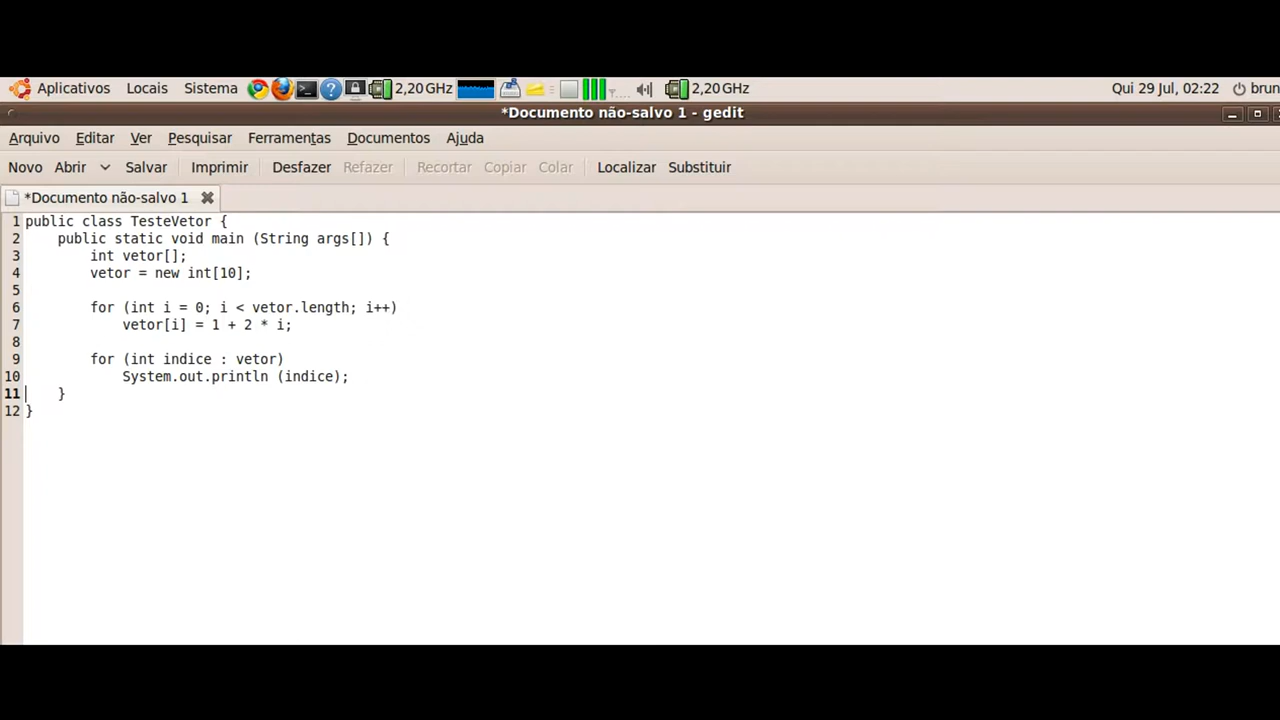 Aplicativos Locais Sistema 2,20 GHz 2,20 GHz Qui 29 Jul, 02:22 brun
*Documento não-salvo 1 - gedit
Arquivo Editar Ver Pesquisar Ferramentas Documentos Ajuda
Novo Abrir Salvar Imprimir Desfazer Refazer Recortar Copiar Colar Localizar Substituir
*Documento não-salvo 1
1 public class TesteVetor {
2     public static void main (String args[]) {
3         int vetor[];
4         vetor = new int[10];
5
6         for (int i = 0; i < vetor.length; i++)
7             vetor[i] = 1 + 2 * i;
8
9         for (int indice : vetor)
10             System.out.println (indice);
11     }
12 }